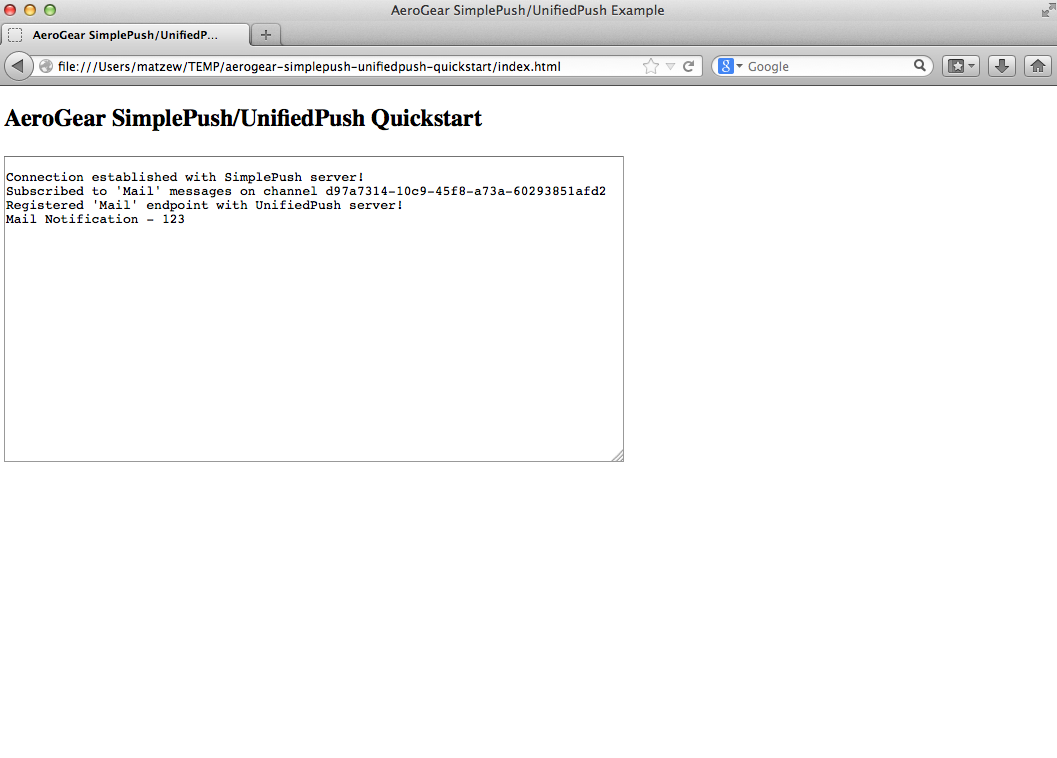 AeroGear SimplePush/UnifiedPush Example
AeroGear SimplePush/UnifiedP...
file:///Users/matzew/TEMP/aerogear-simplepush-unifiedpush-quickstart/index.html
8
Google
AeroGear SimplePush/UnifiedPush Quickstart
Connection established with SimplePush server!
Subscribed to 'Mail' messages on channel d97a7314-10c9-45f8-a73a-60293851afd2
Registered 'Mail' endpoint with UnifiedPush server!
Mail Notification - 123